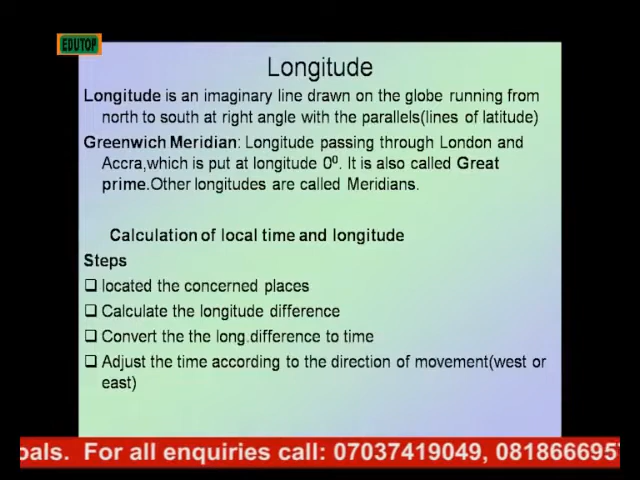 EDUTOP
Longitude
Longitude is an imaginary line drawn on the globe running from
north to south at right angle with the parallels(lines of latitude)
Greenwich Meridian: Longitude passing through London and
Accra,which is put at longitude 0⁰. It is also called Great
prime.Other longitudes are called Meridians.
Calculation of local time and longitude
Steps
❑ located the concerned places
❑ Calculate the longitude difference
❑ Convert the the long.difference to time
❑ Adjust the time according to the direction of movement(west or
east)
oals. For all enquiries call: 07037419049, 081866695